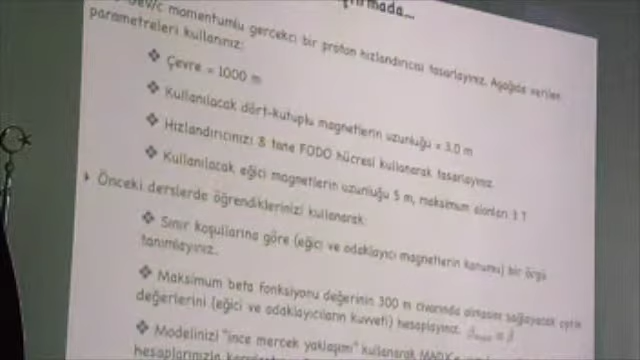 GeV/c momentumlu gerçekci bir proton hızlandırıcısı tasarlayınız. Aşağıda verilen
parametreleri kullanınız:
❖ Çevre = 1000 m
❖ Kullanılacak dört-kutuplu magnetlerin uzunluğu = 3.0 m
❖ Hızlandırıcınızı 8 tane FODO hücresi kullanarak tasarlayınız.
❖ Kullanılacak eğici magnetlerin uzunluğu 5 m, maksimum alanları 3 T
Önceki derslerde öğrendiklerinizi kullanarak:
❖ Sınır koşullarına göre (eğici ve odaklayıcı magnetlerin konumu) bir örgü
tanımlayınız.
❖ Maksimum beta fonksiyonu değerinin 300 m civarında olmasını sağlayacak optik
değerlerini (eğici ve odaklayıcıların kuvveti) hesaplayınız.
❖ Modelinizi "ince mercek yaklaşımı" kullanarak MADX
hesaplarınızla